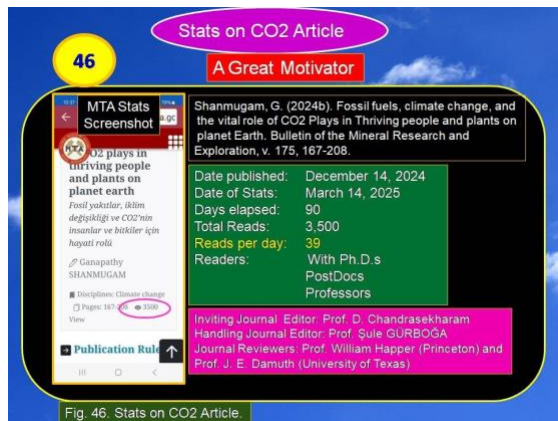 Stats on CO2 Article
46
A Great Motivator
MTA Stats
Screenshot
a.gc
MTA
CO2 plays in
thriving people
and plants on
planet earth
Fosil yakıtlar, iklim
değişikliği ve CO2'nin
insanlar ve bitkiler için
hayati rolü
Ganapathy
SHANMUGAM
Disciplines: Climate change
Pages: 167-208 3500
View
Publication Rule
Shanmugam, G. (2024b). Fossil fuels, climate change, and
the vital role of CO2 Plays in Thriving people and plants on
planet Earth. Bulletin of the Mineral Research and
Exploration, v. 175, 167-208.
Date published: December 14, 2024
Date of Stats: March 14, 2025
Days elapsed: 90
Total Reads: 3,500
Reads per day: 39
Readers: With Ph.D.s
PostDocs
Professors
Inviting Journal Editor: Prof. D. Chandrasekharam
Handling Journal Editor: Prof. Şule GÜRBOĞA
Journal Reviewers: Prof. William Happer (Princeton) and
Prof. J. E. Damuth (University of Texas)
Fig. 46. Stats on CO2 Article.